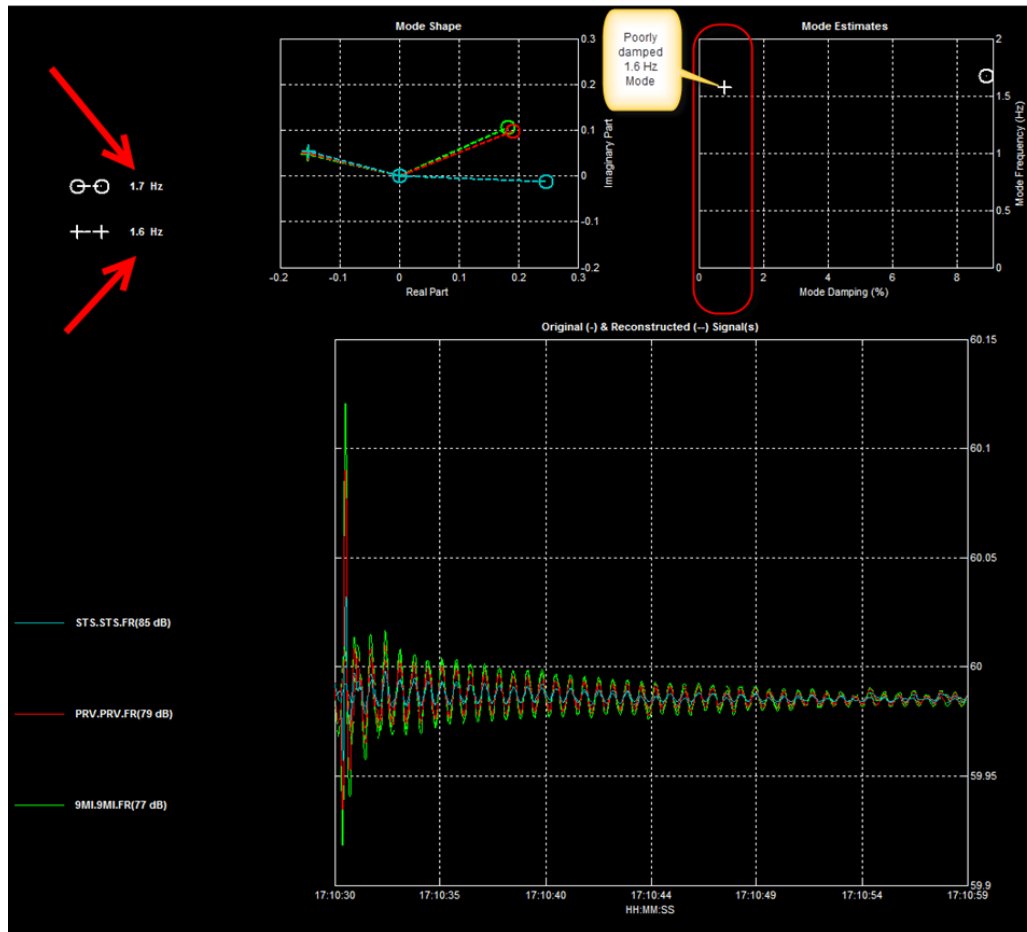 Mode Shape
0.3
0.2
0.1
0
-0.1
-0.2
Imaginary Part
-0.2
-0.1
0
0.1
0.2
0.3
Real Part
1.7 Hz
1.6 Hz
Poorly
damped
1.6 Hz
Mode
Mode Estimates
2
1.5
1
0.5
0
Mode Frequency (Hz)
0
2
4
6
8
Mode Damping (%)
Original (-) & Reconstructed (--) Signal(s)
60.15
60.1
60.05
60
59.95
59.9
STS.STS.FR(85 dB)
PRV.PRV.FR(79 dB)
9MI.9MI.FR(77 dB)
17:10:30
17:10:35
17:10:40
17:10:44
17:10:49
17:10:54
17:10:59
HH:MM:SS